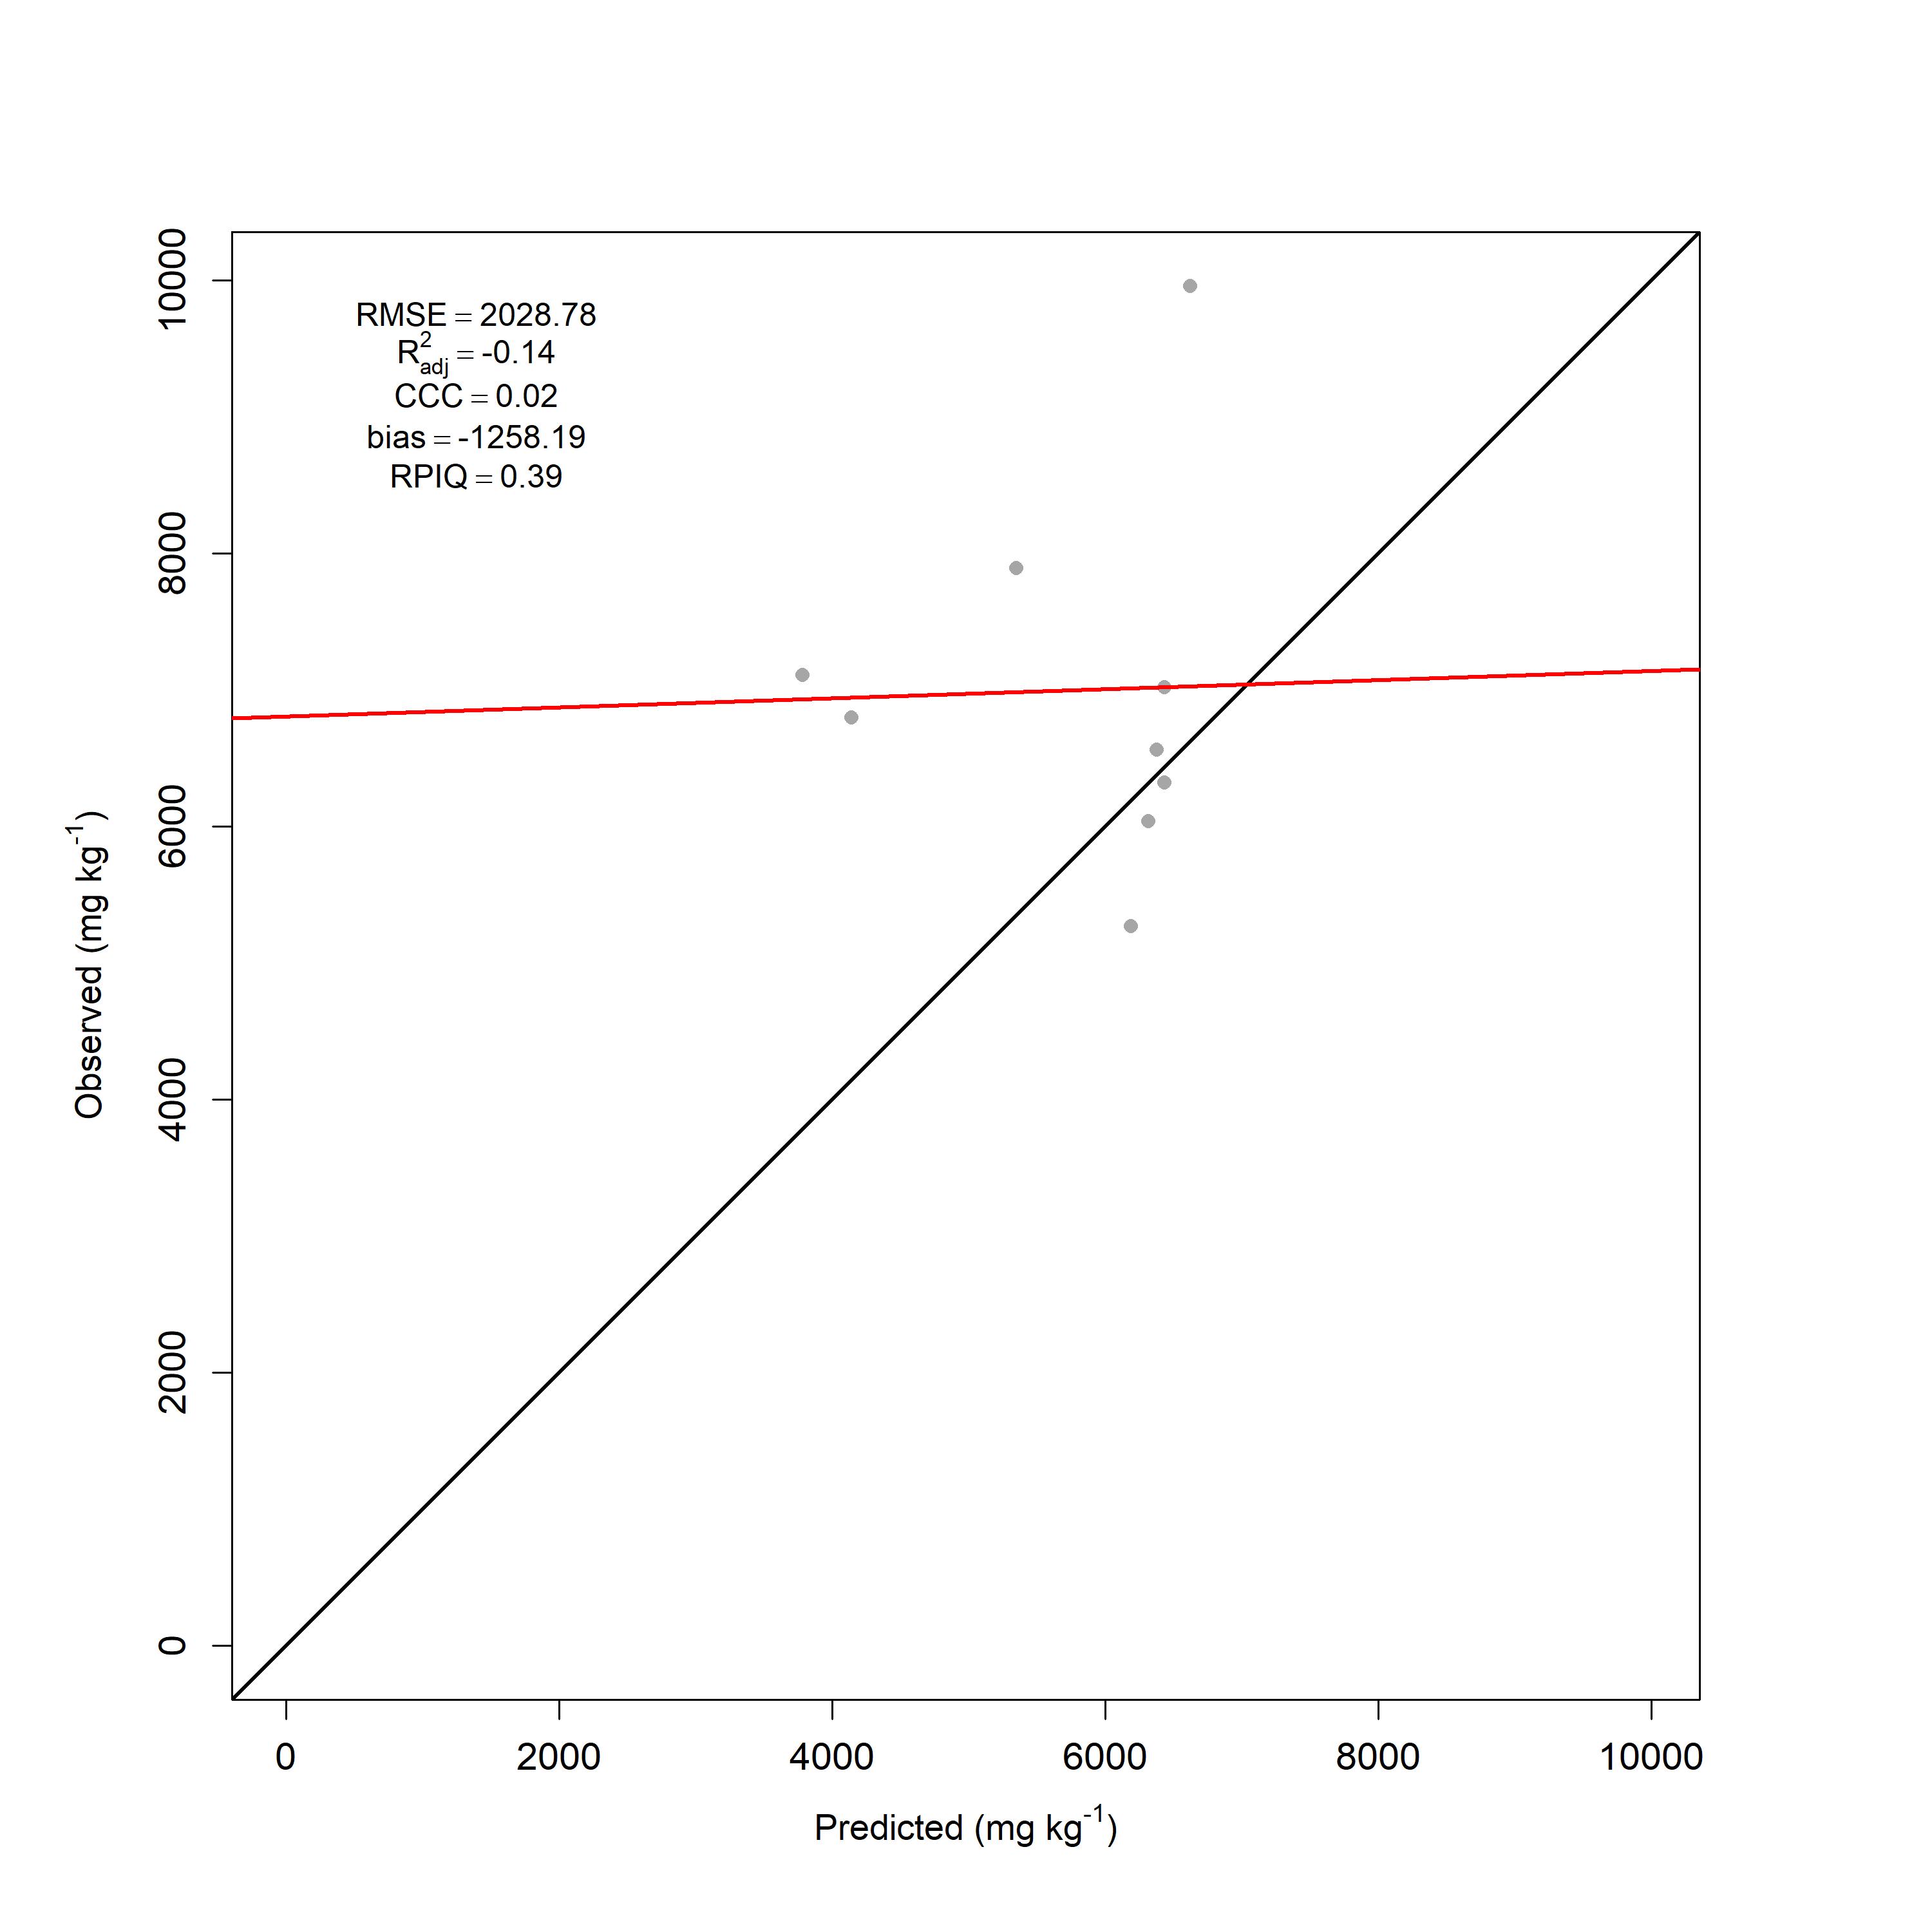 RMSE = 2028.78
R²adj = -0.14
CCC = 0.02
bias = -1258.19
RPIQ = 0.39
10000
8000
6000
4000
2000
0
Observed (mg kg⁻¹)
0 2000 4000 6000 8000 10000
Predicted (mg kg⁻¹)